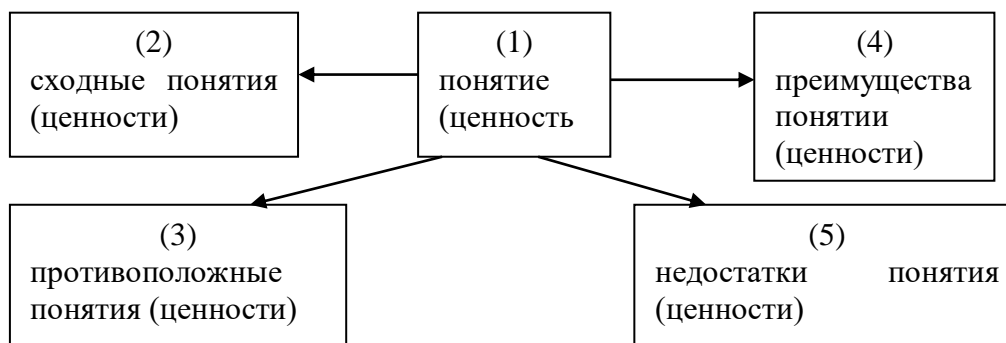 (2)
сходные понятия
(ценности)
(1)
понятие
(ценность
(4)
преимущества
понятии
(ценности)
(3)
противоположные
понятия (ценности)
(5)
недостатки понятия
(ценности)